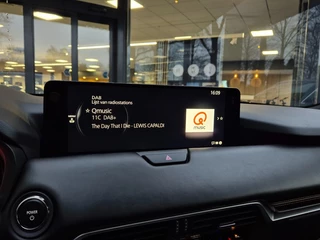 DAB
16:09
Lijst van radiostations
Qmusic
11C DAB+
The Day That I Die - LEWIS CAPALDI
Q
music
POWER